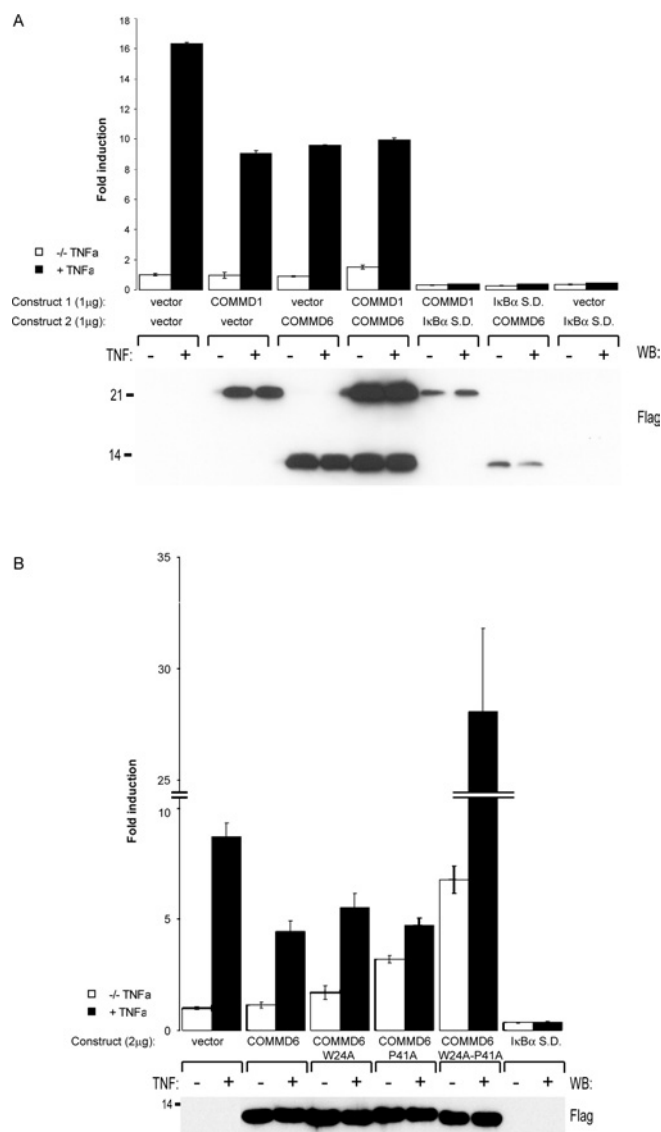 A
18
16
14
12
10
8
6
4
2
0
Fold induction
-/- TNFa
+ TNFa
Construct 1 (1µg): vector COMMD1 vector COMMD1 COMMD1 IκBα S.D. vector
Construct 2 (1µg): vector vector COMMD6 COMMD6 IκBα S.D. COMMD6 IκBα S.D.
TNF: - + - + - + - + - + - + - + WB:
21
14
Flag
B
35
30
25
10
5
0
Fold induction
-/- TNFa
+ TNFa
Construct (2µg): vector COMMD6 COMMD6 COMMD6 COMMD6 IκBα S.D.
W24A P41A W24A-P41A
TNF: - + - + - + - + - + - + WB:
14
Flag